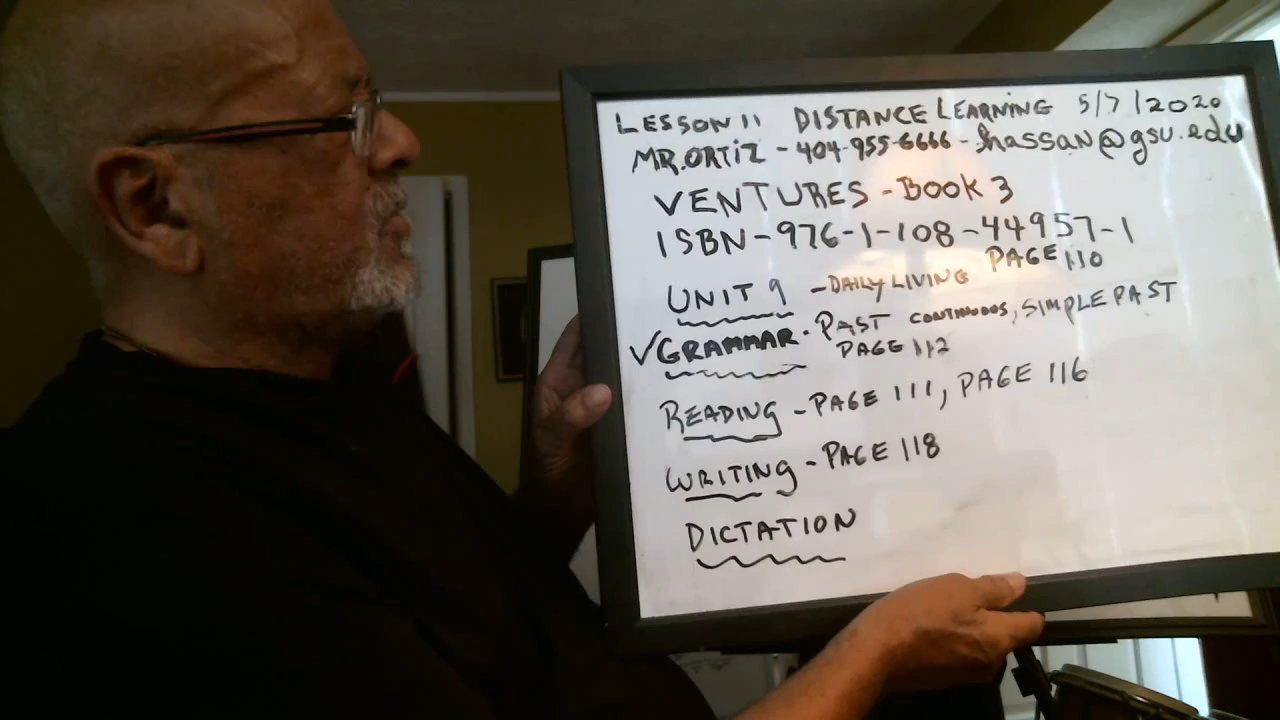 LESSON 11 DISTANCE LEARNING 5/7/2020
MR. ORTIZ - 404-955-6666 - shassan@gsu.edu
VENTURES - BOOK 3
ISBN-976-1-108-44957-1
UNIT 9 - DAILY LIVING PAGE 110
√ GRAMMAR - PAST CONTINUOUS, SIMPLE PAST
PAGE 112
READING - PAGE 111, PAGE 116
WRITING - PAGE 118
DICTATION